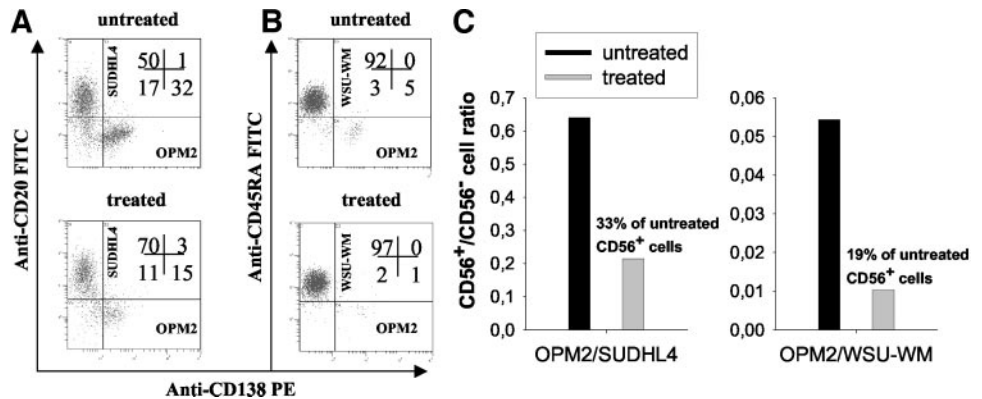 A
untreated
SUDHL4
50 1
17 32
OPM2
treated
SUDHL4
70 3
11 15
OPM2
Anti-CD20 FITC
B
untreated
WSU-WM
92 0
3 5
OPM2
treated
WSU-WM
97 0
2 1
OPM2
Anti-CD45RA FITC
Anti-CD138 PE
C
untreated
treated
CD56+/CD56- cell ratio
0,7
0,6
0,5
0,4
0,3
0,2
0,1
0,0
33% of untreated
CD56+ cells
OPM2/SUDHL4
0,06
0,05
0,04
0,03
0,02
0,01
0,00
19% of untreated
CD56+ cells
OPM2/WSU-WM